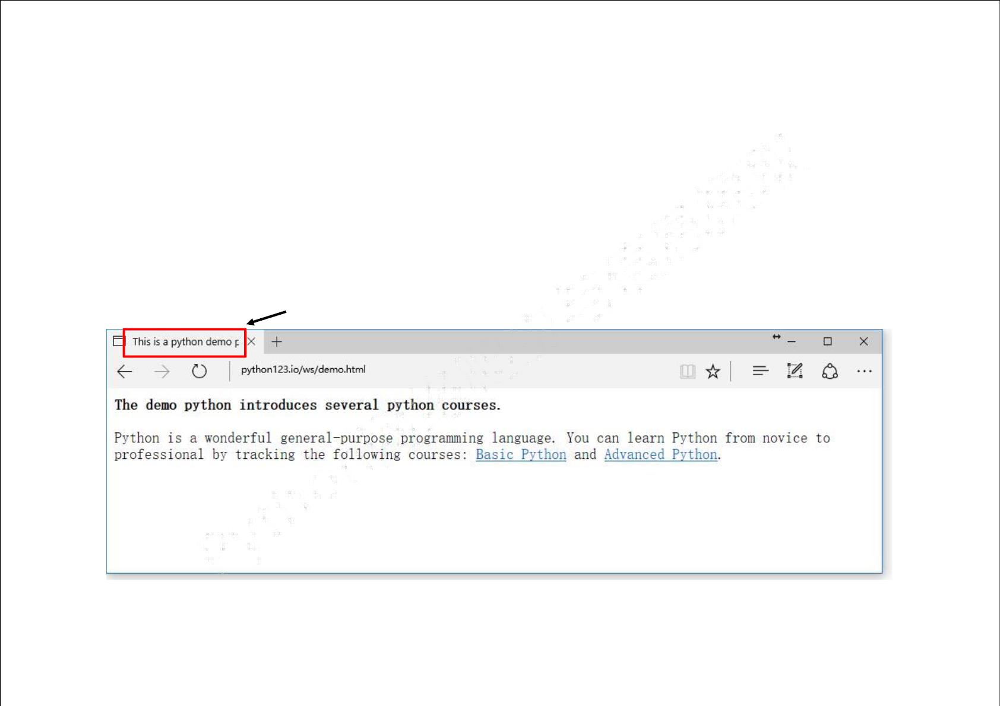 This is a python demo p
python123.io/ws/demo.html
The demo python introduces several python courses.
Python is a wonderful general-purpose programming language. You can learn Python from novice to
professional by tracking the following courses: Basic Python and Advanced Python.